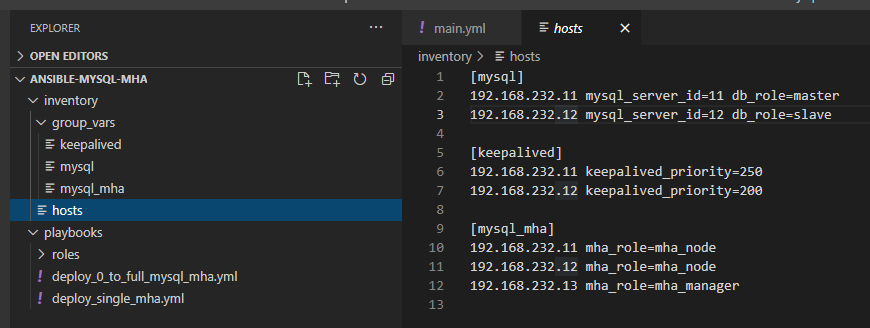 EXPLORER
OPEN EDITORS
ANSIBLE-MYSQL-MHA
inventory
group_vars
keepalived
mysql
mysql_mha
hosts
playbooks
roles
deploy_0_to_full_mysql_mha.yml
deploy_single_mha.yml
main.yml
hosts
inventory > hosts
1 [mysql]
2 192.168.232.11 mysql_server_id=11 db_role=master
3 192.168.232.12 mysql_server_id=12 db_role=slave
4
5 [keepalived]
6 192.168.232.11 keepalived_priority=250
7 192.168.232.12 keepalived_priority=200
8
9 [mysql_mha]
10 192.168.232.11 mha_role=mha_node
11 192.168.232.12 mha_role=mha_node
12 192.168.232.13 mha_role=mha_manager
13